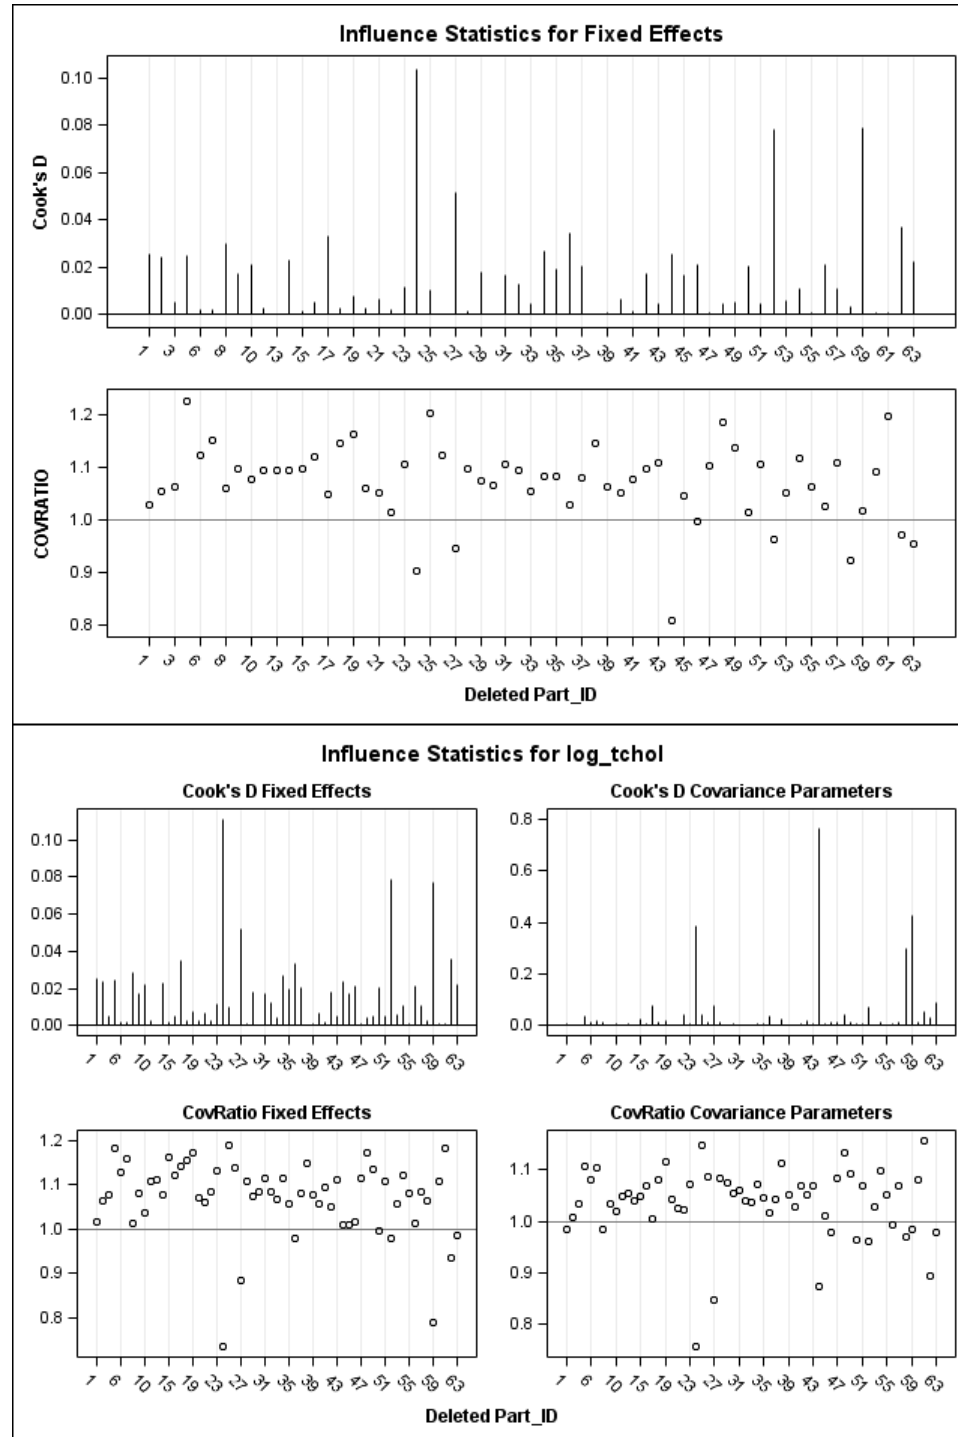 Influence Statistics for Fixed Effects
Cook's D
0.10
0.08
0.06
0.04
0.02
0.00
1 3 6 8 10 13 15 17 19 21 23 25 27 29 31 33 35 37 39 41 43 45 47 49 51 53 55 57 59 61 63
COVRATIO
1.2
1.1
1.0
0.9
0.8
1 3 6 8 10 13 15 17 19 21 23 25 27 29 31 33 35 37 39 41 43 45 47 49 51 53 55 57 59 61 63
Deleted Part_ID
Influence Statistics for log_tchol
Cook's D Fixed Effects
0.10
0.08
0.06
0.04
0.02
0.00
1 6 10 15 19 23 27 31 35 39 43 47 51 55 59 63
Cook's D Covariance Parameters
0.8
0.6
0.4
0.2
0.0
1 6 10 15 19 23 27 31 35 39 43 47 51 55 59 63
CovRatio Fixed Effects
1.2
1.1
1.0
0.9
0.8
1 6 10 15 19 23 27 31 35 39 43 47 51 55 59 63
CovRatio Covariance Parameters
1.1
1.0
0.9
0.8
1 6 10 15 19 23 27 31 35 39 43 47 51 55 59 63
Deleted Part_ID